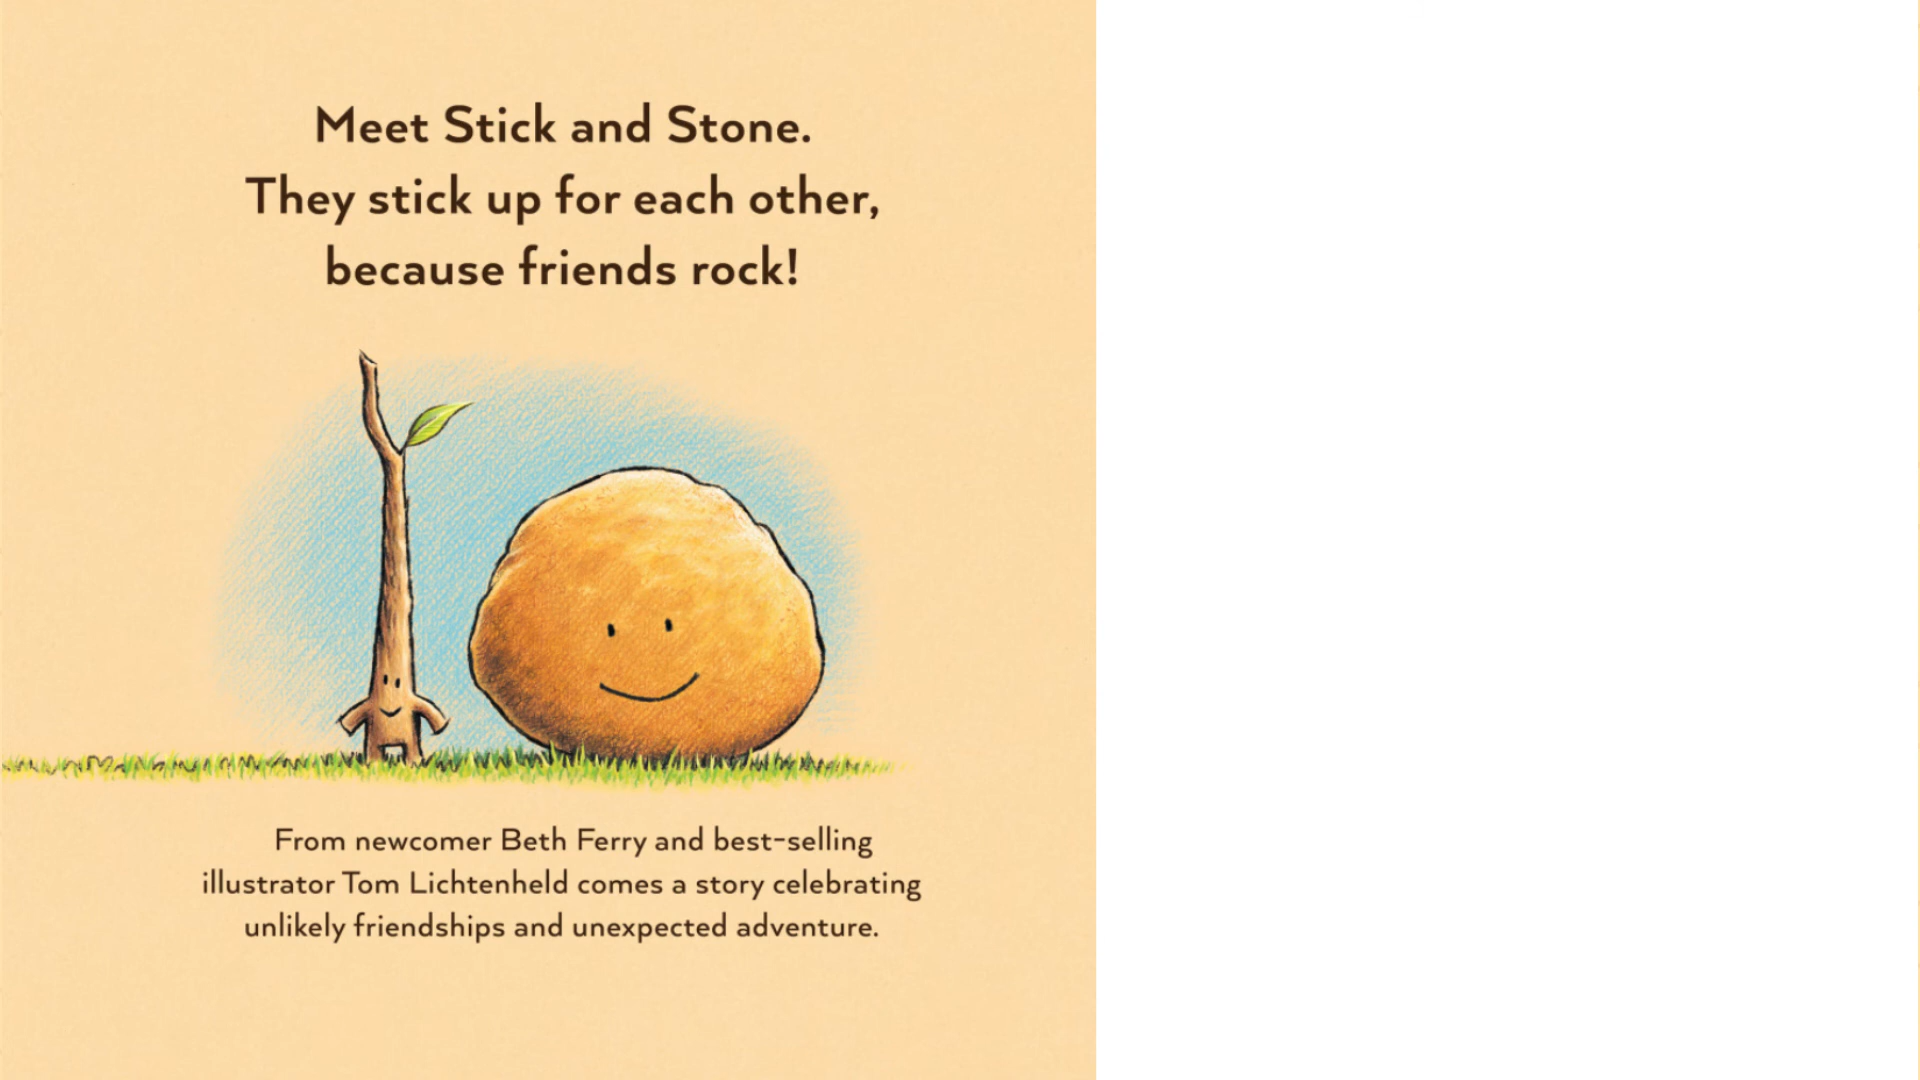 Meet Stick and Stone.
They stick up for each other,
because friends rock!
From newcomer Beth Ferry and best-selling
illustrator Tom Lichtenheld comes a story celebrating
unlikely friendships and unexpected adventure.